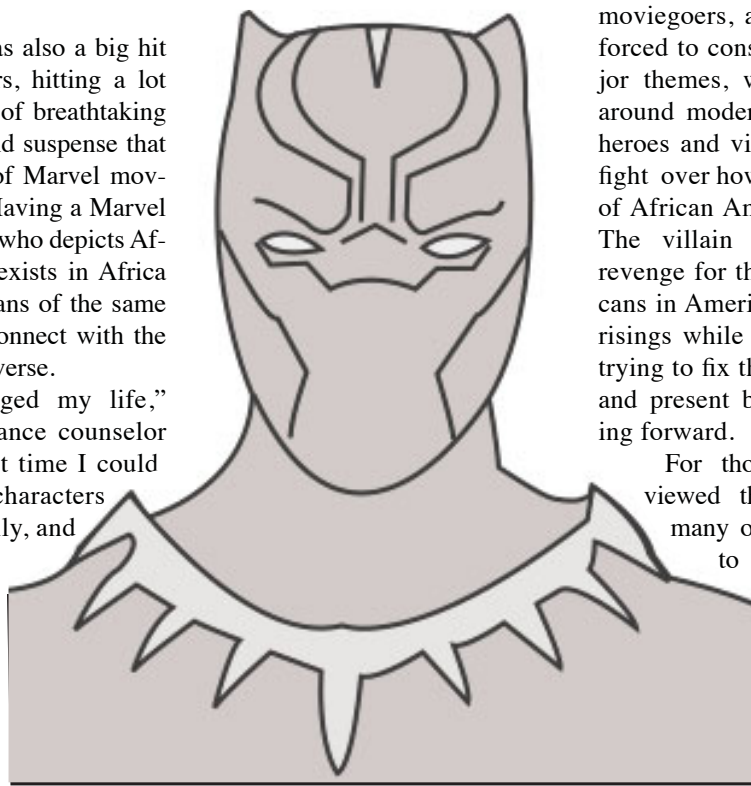 as also a big hit
rs, hitting a lot
of breathtaking
nd suspense that
of Marvel mov-
Having a Marvel
who depicts Af-
exists in Africa
ans of the same
onnect with the
verse.
ged my life,”
ance counselor
t time I could
characters
ly, and
moviegoers, a
forced to cons
jor themes, v
around moder
heroes and vi
fight over how
of African An
The villain
revenge for th
cans in Ameri
risings while
trying to fix th
and present b
ing forward.
For tho
viewed th
many o
to